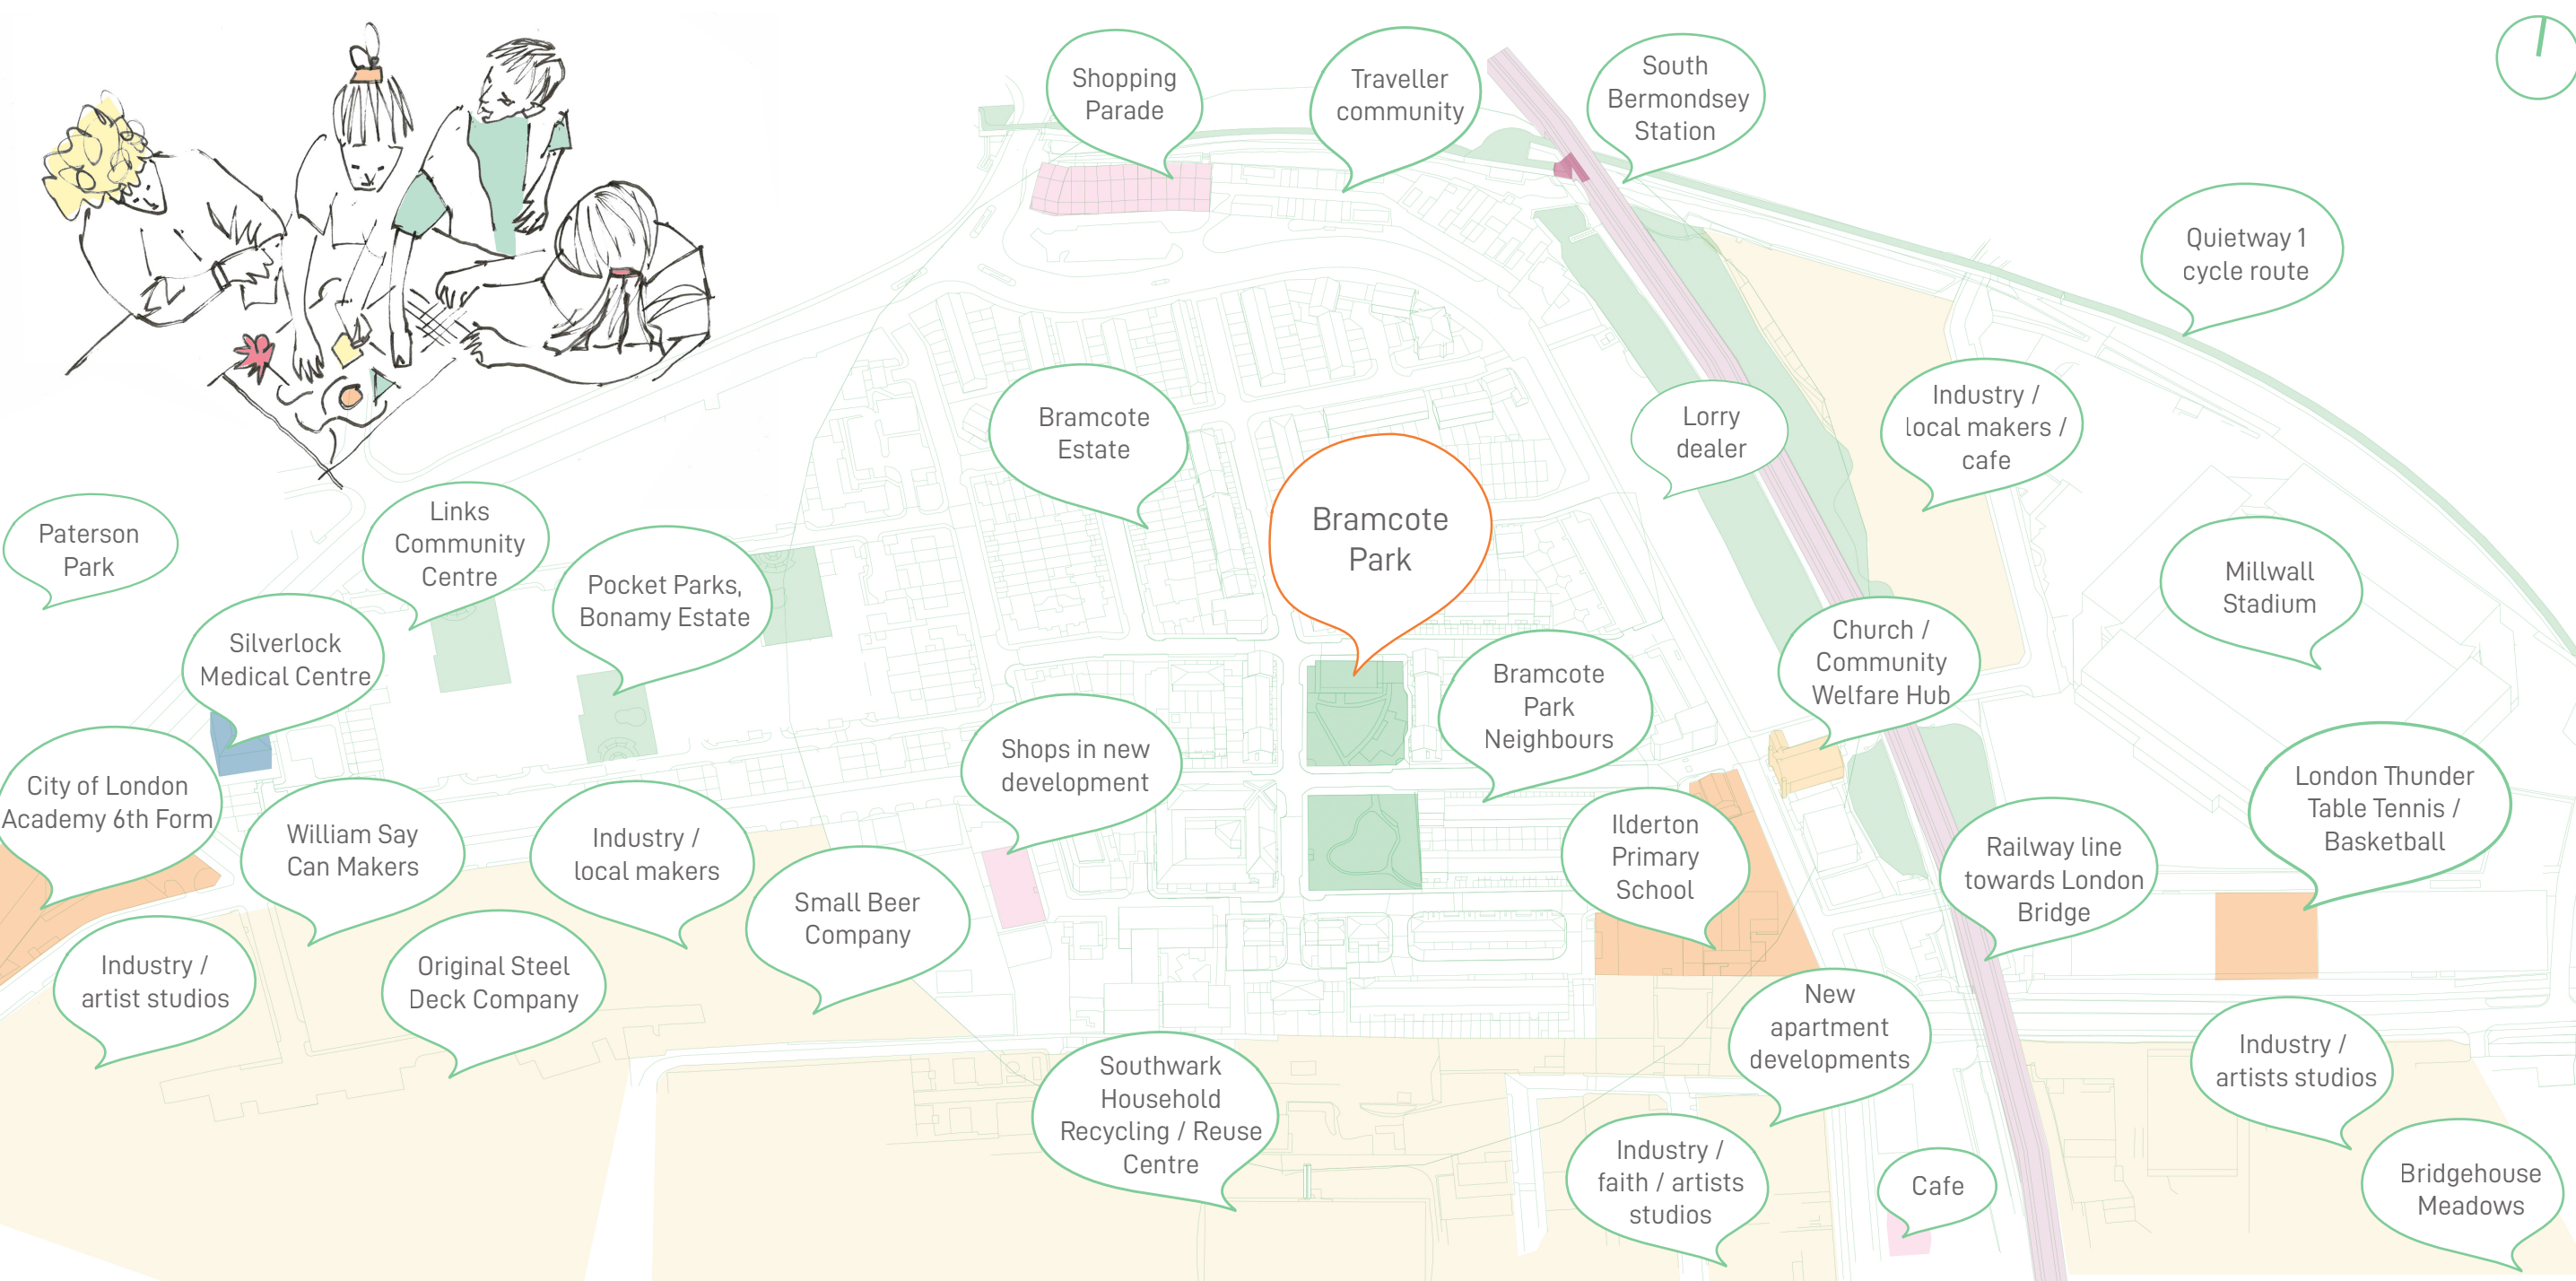 Shopping
Parade
Traveller
community
South
Bermondsey
Station
Quietway 1
cycle route
Bramcote
Estate
Bramcote
Park
Lorry
dealer
Industry /
local makers /
cafe
Paterson
Park
Links
Community
Centre
Pocket Parks,
Bonamy Estate
Millwall
Stadium
Silverlock
Medical Centre
Church /
Community
Welfare Hub
Bramcote
Park
Neighbours
Shops in new
development
City of London
Academy 6th Form
William Say
Can Makers
Industry /
local makers
Small Beer
Company
Ilderton
Primary
School
Railway line
towards London
Bridge
London Thunder
Table Tennis /
Basketball
Industry /
artist studios
Original Steel
Deck Company
New
apartment
developments
Southwark
Household
Recycling / Reuse
Centre
Industry /
artists studios
Industry /
faith / artists
studios
Cafe
Bridgehouse
Meadows